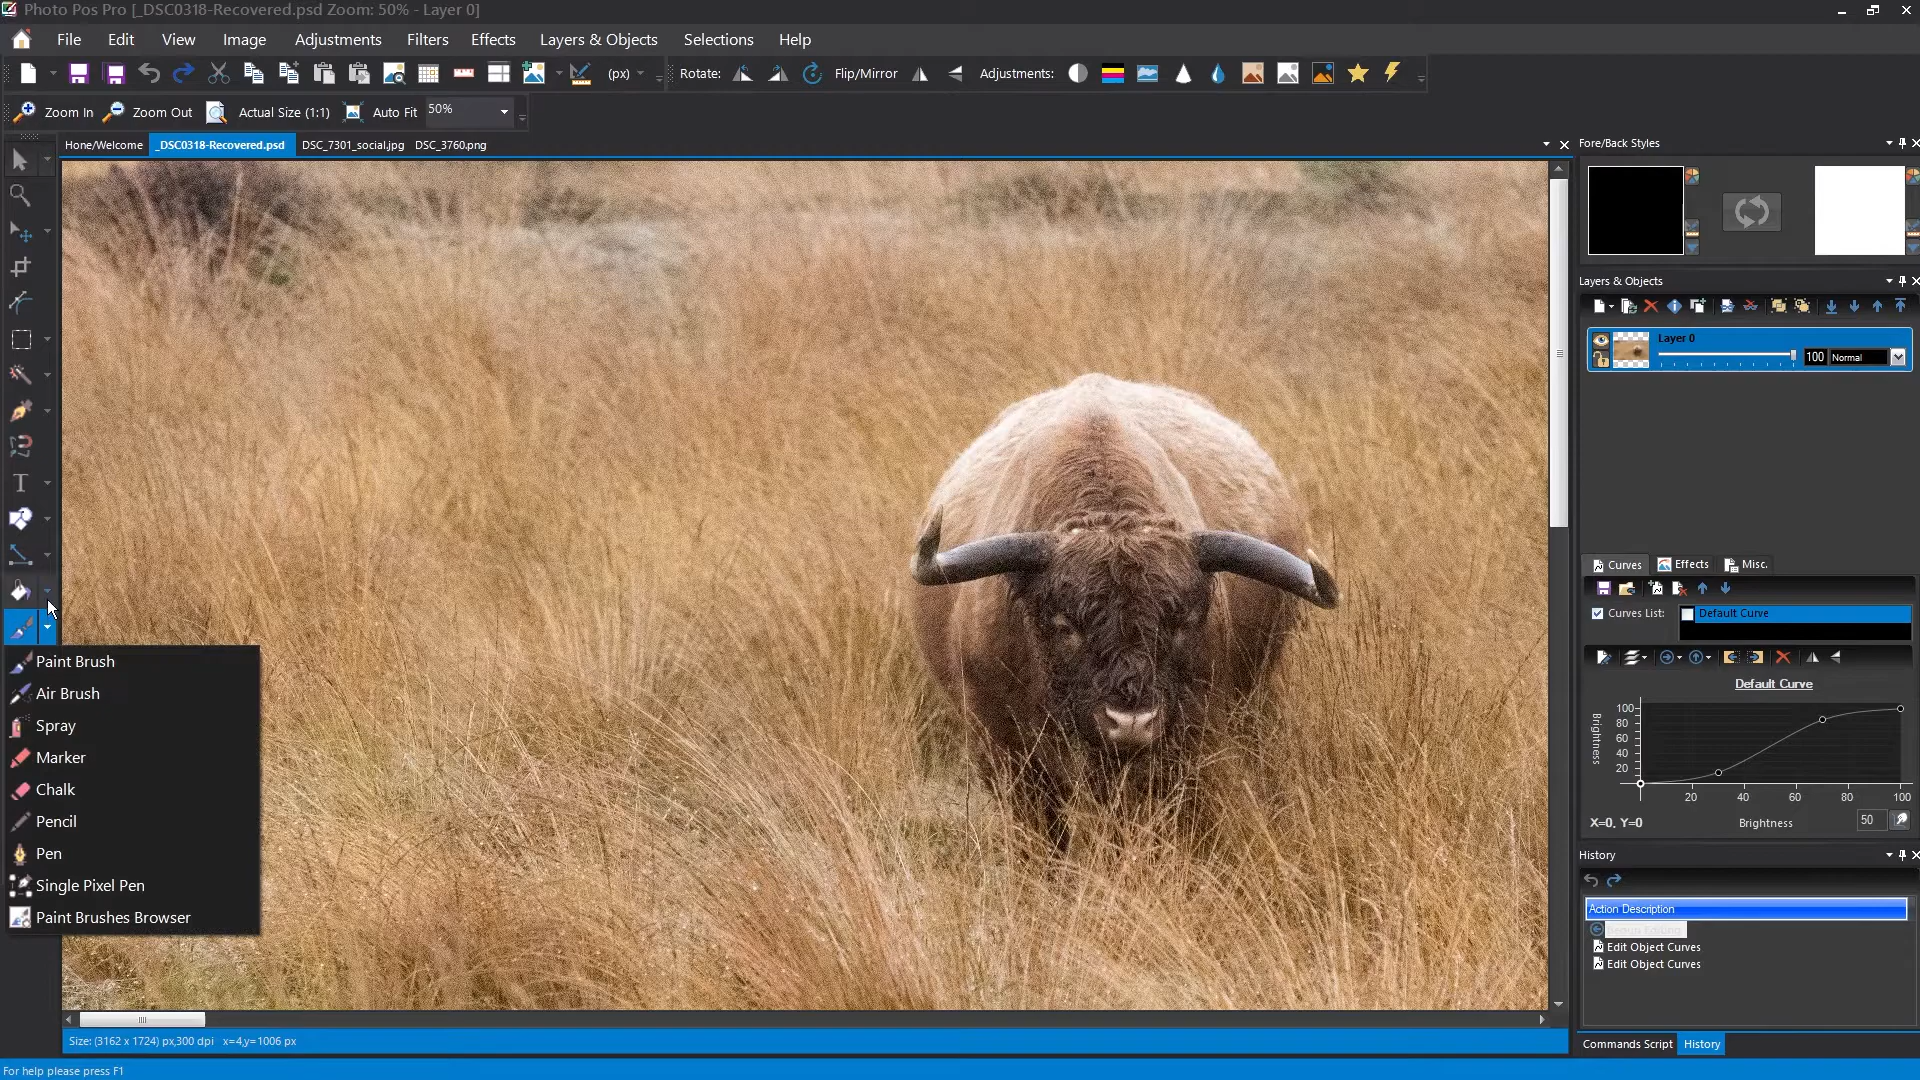 Photo Pos Pro [_DSC0318-Recovered.psd Zoom: 50% - Layer 0]
File Edit View Image Adjustments Filters Effects Layers & Objects Selections Help
(px) Rotate: Flip/Mirror Adjustments:
Zoom In Zoom Out Actual Size (1:1) Auto Fit 50%
Hone/Welcome _DSC0318-Recovered.psd DSC_7301_social.jpg DSC_3760.png
Fore/Back Styles
Layers & Objects
Layer 0
100 Normal
T
Paint Brush
Air Brush
Spray
Marker
Chalk
Pencil
Pen
Single Pixel Pen
Paint Brushes Browser
Curves Effects Misc.
Curves List: Default Curve
Default Curve
Brightness
100
80
60
40
20
20 40 60 80 100
X=0, Y=0 Brightness 50
History
Action Description
Edit Object Curves
Edit Object Curves
Commands Script History
Size: (3162 x 1724) px,300 dpi x=4,y=1006 px
For help please press F1